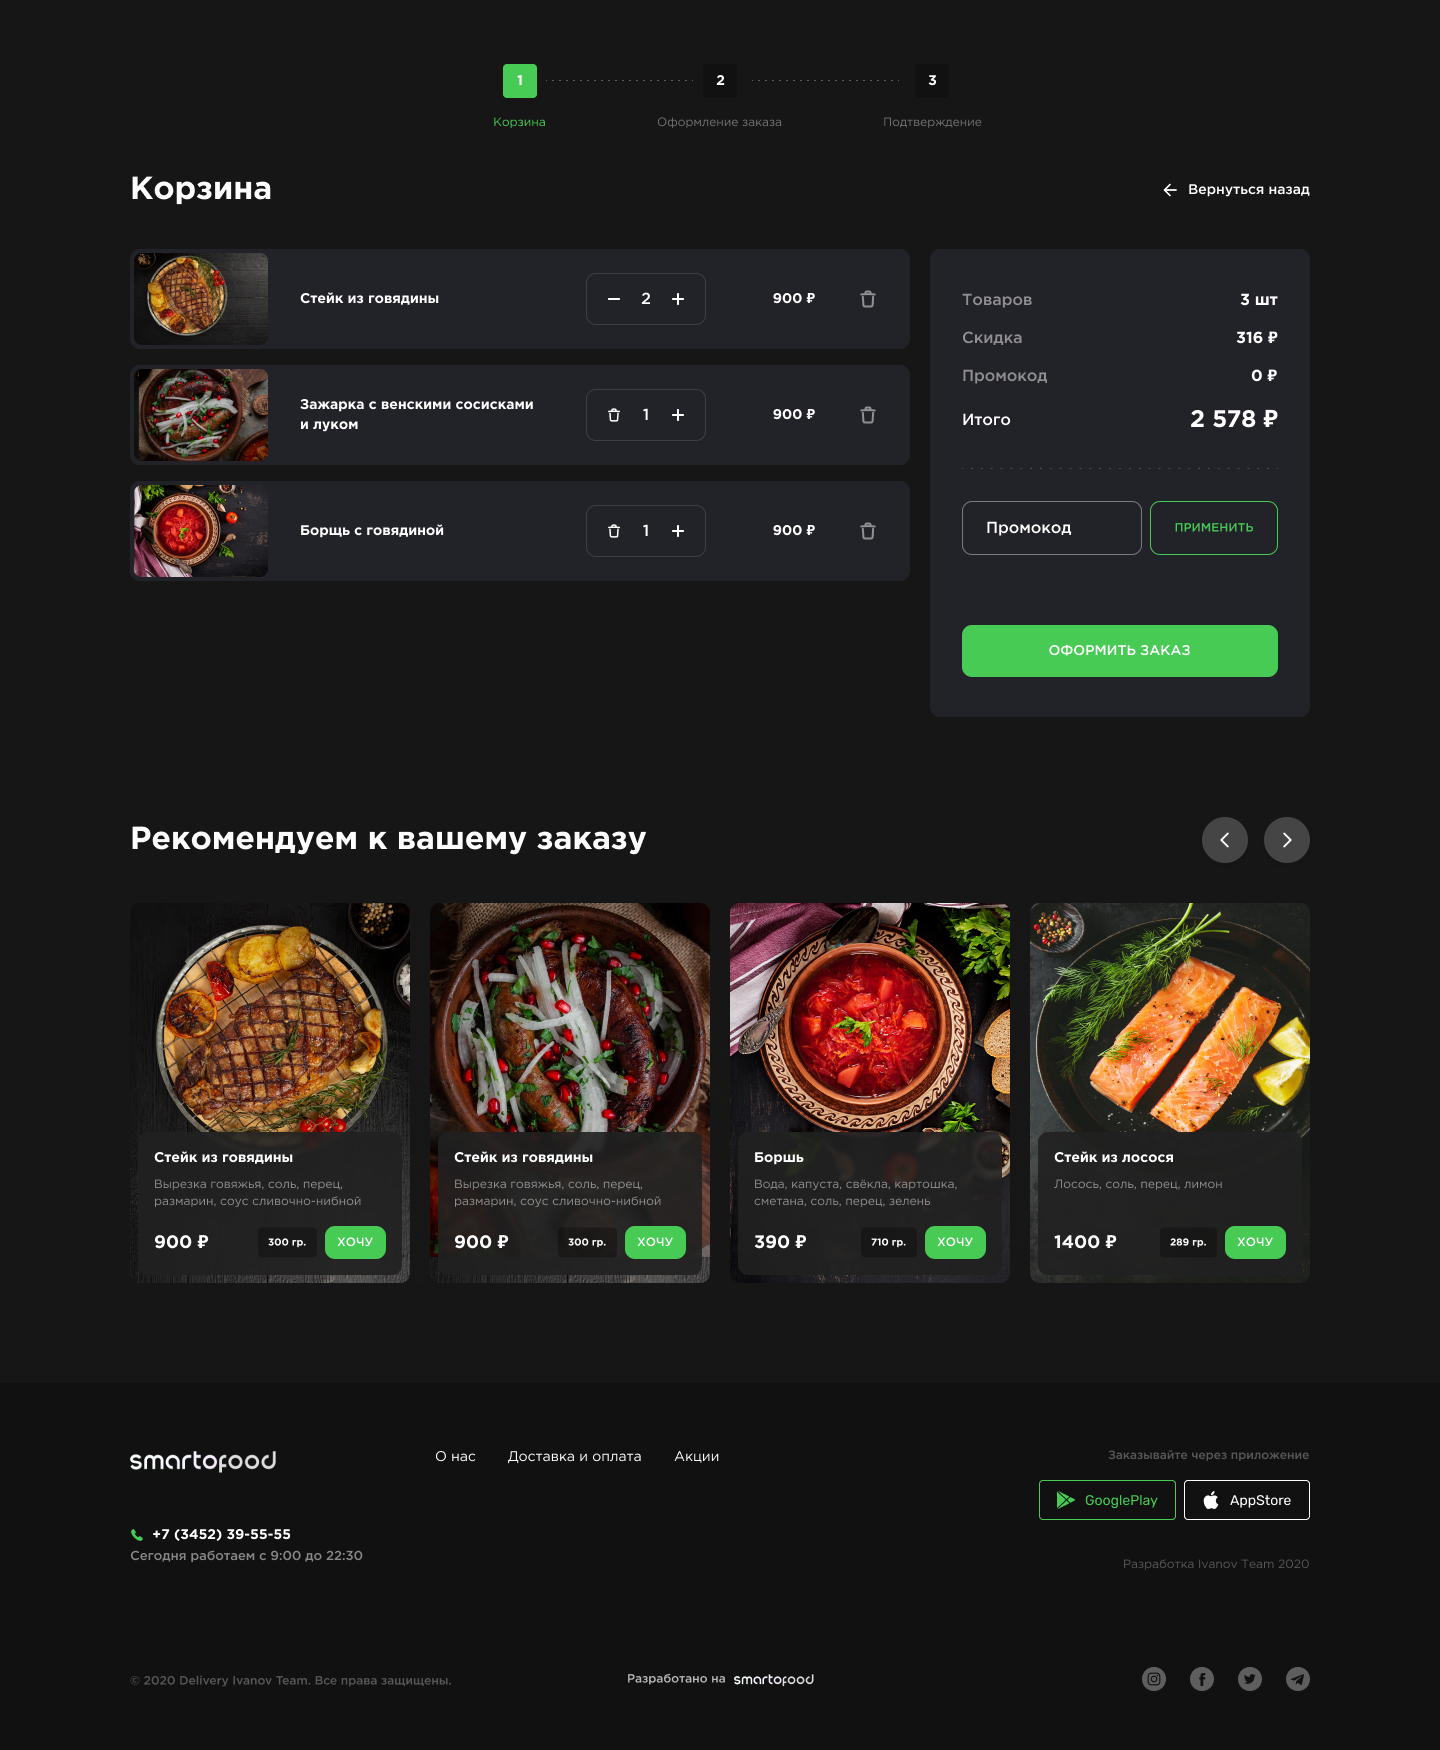 1
2
3
Корзина
Оформление заказа
Подтверждение
Корзина
Вернуться назад
Стейк из говядины
2
900 ₽
Зажарка с венскими сосисками
и луком
1
900 ₽
Борщь с говядиной
1
900 ₽
Товаров
3 шт
Скидка
316 ₽
Промокод
0 ₽
Итого
2 578 ₽
Промокод
ПРИМЕНИТЬ
ОФОРМИТЬ ЗАКАЗ
Рекомендуем к вашему заказу
Стейк из говядины
Вырезка говяжья, соль, перец,
размарин, соус сливочно-нибной
900 ₽
300 гр.
ХОЧУ
Стейк из говядины
Вырезка говяжья, соль, перец,
размарин, соус сливочно-нибной
900 ₽
300 гр.
ХОЧУ
Боршь
Вода, капуста, свёкла, картошка,
сметана, соль, перец, зелень
390 ₽
710 гр.
ХОЧУ
Стейк из лосося
Лосось, соль, перец, лимон
1400 ₽
289 гр.
ХОЧУ
smartofood
О нас
Доставка и оплата
Акции
Заказывайте через приложение
GooglePlay
AppStore
+7 (3452) 39-55-55
Сегодня работаем с 9:00 до 22:30
Разработка Ivanov Team 2020
© 2020 Delivery Ivanov Team. Все права защищены.
Разработано на smartofood